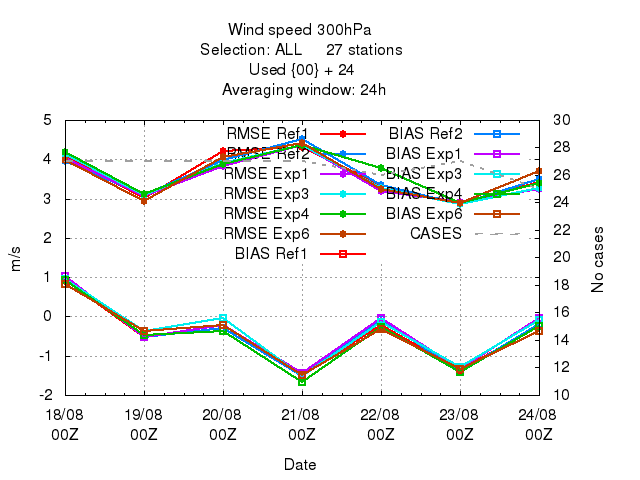 Wind speed 300hPa
Selection: ALL 27 stations
Used {00} + 24
Averaging window: 24h
5
4
3
2
1
0
-1
-2
m/s
30
28
26
24
22
20
18
16
14
12
10
No cases
RMSE Ref1
RMSE Ref2
RMSE Exp1
RMSE Exp3
RMSE Exp4
RMSE Exp6
BIAS Ref1
BIAS Ref2
BIAS Exp1
BIAS Exp3
BIAS Exp4
BIAS Exp6
CASES
18/08 19/08 20/08 21/08 22/08 23/08 24/08
00Z 00Z 00Z 00Z 00Z 00Z 00Z
Date